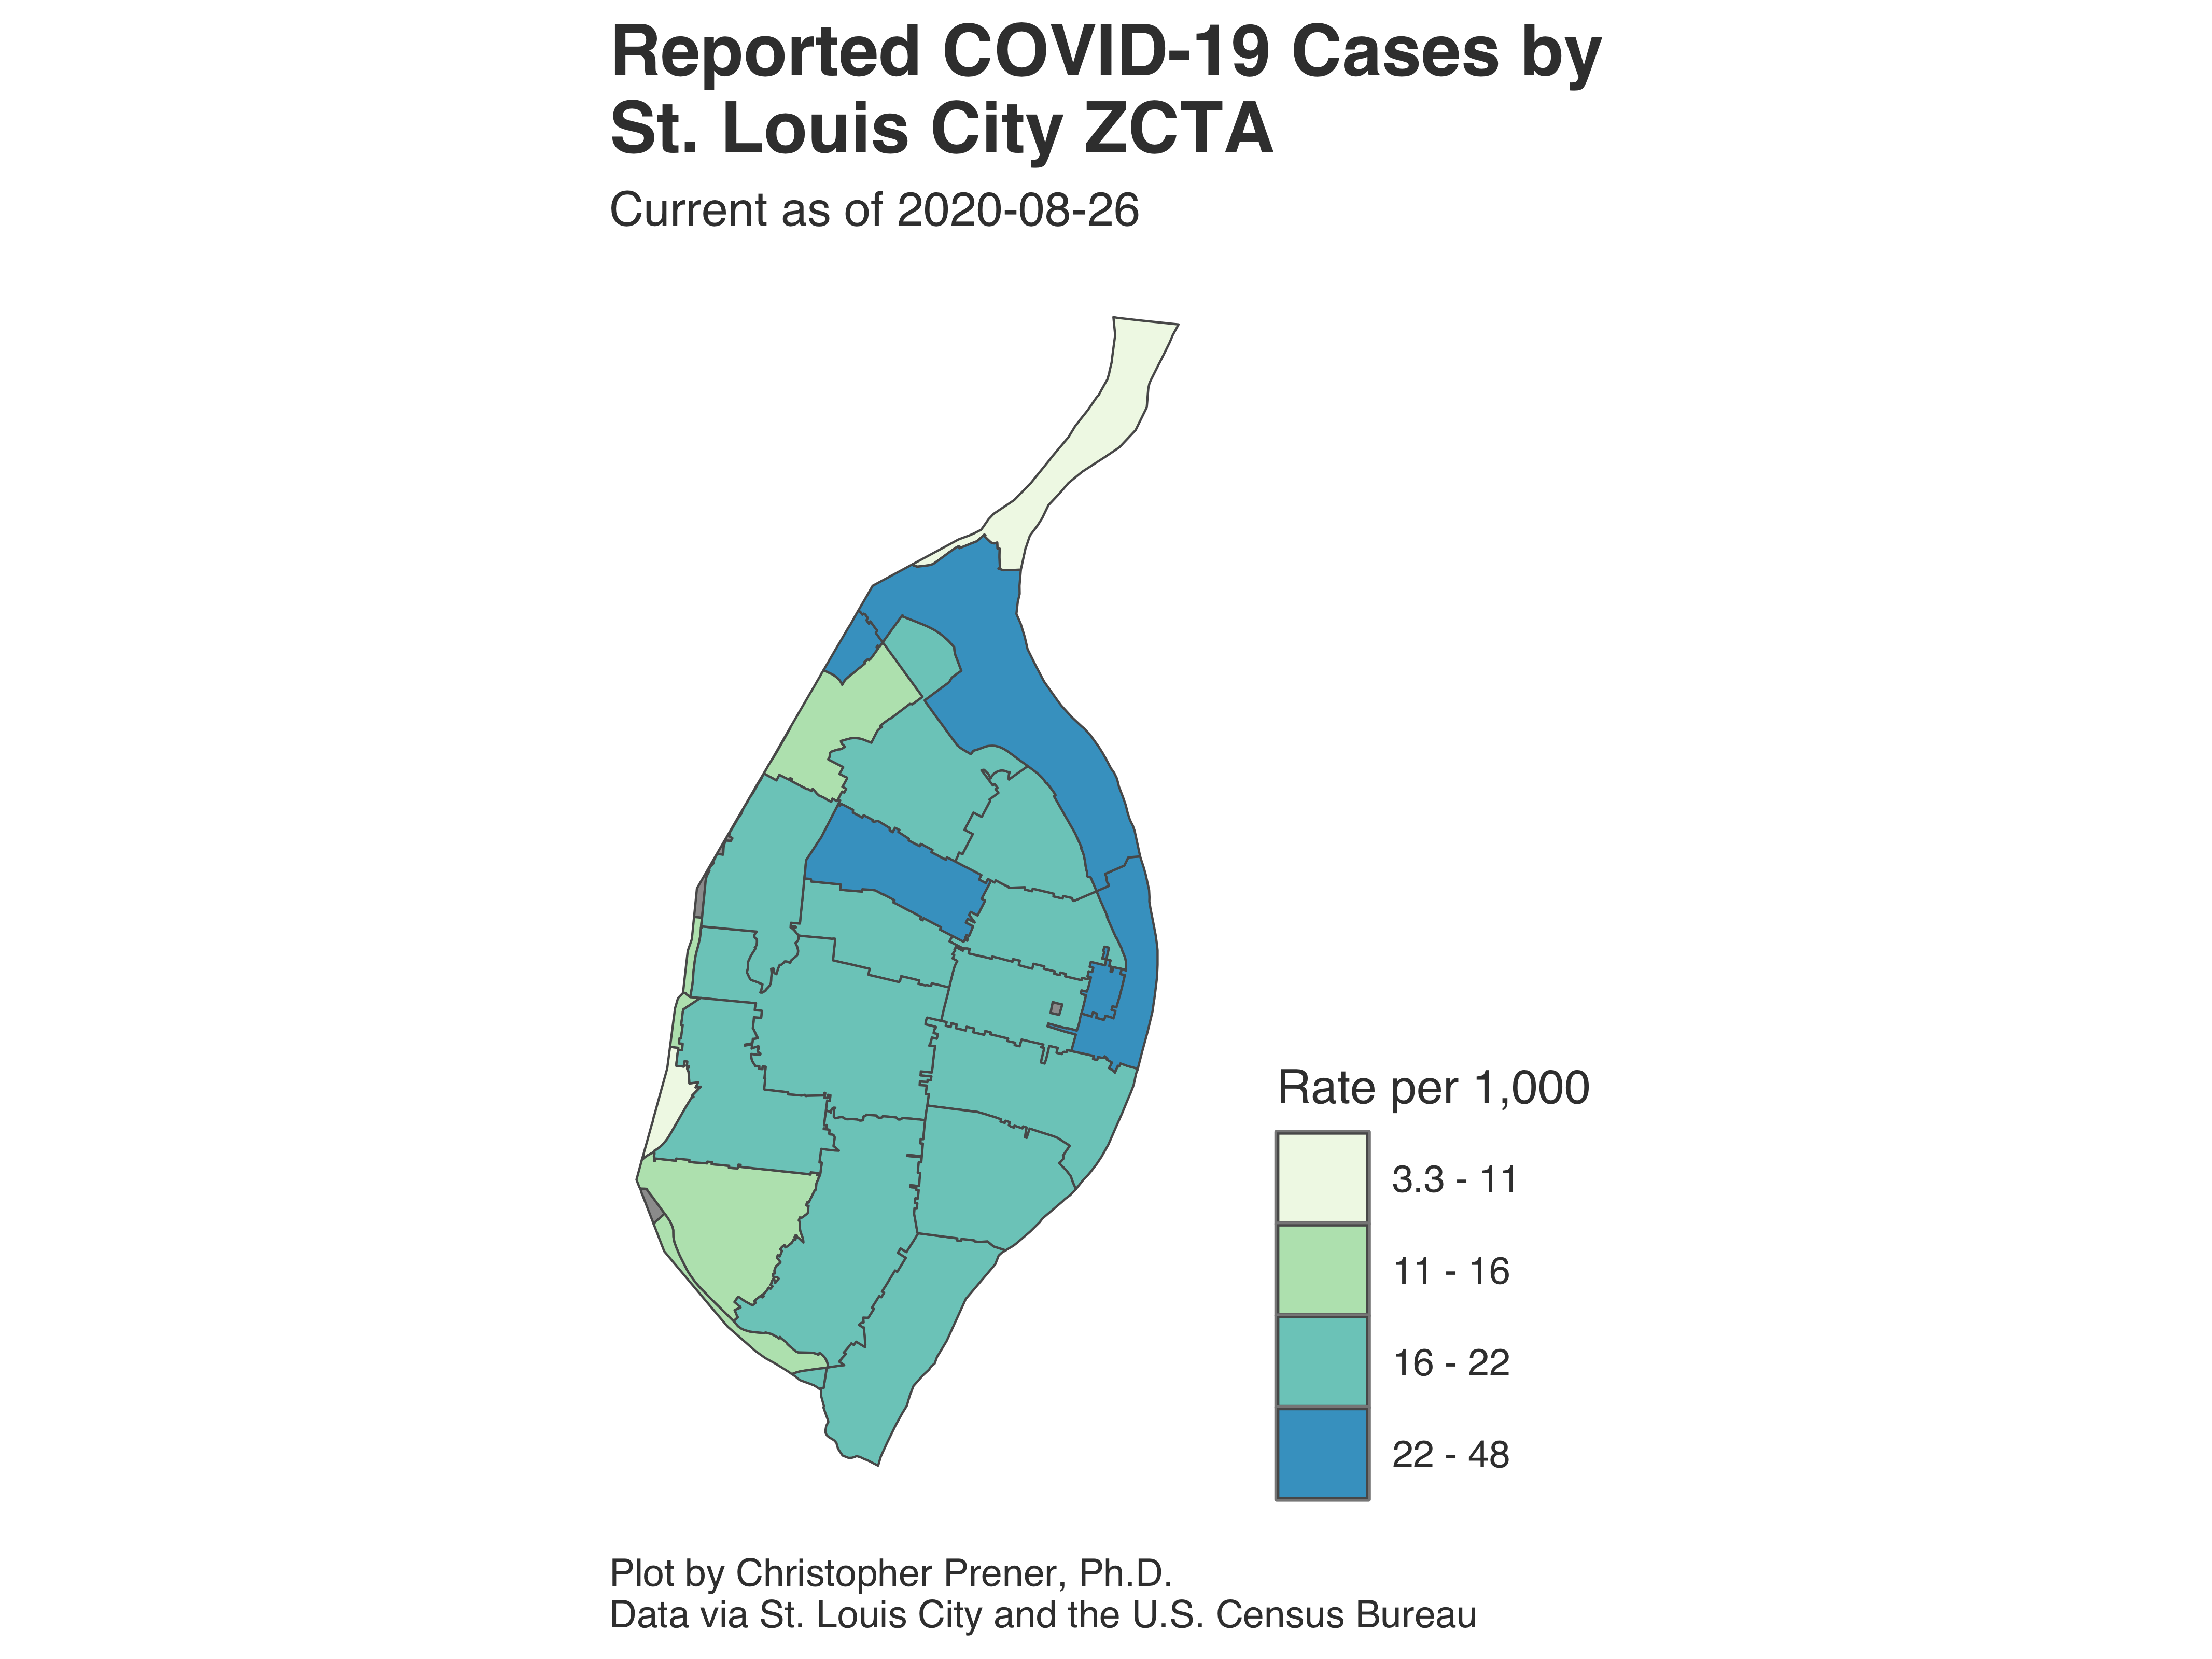 Reported COVID-19 Cases by
St. Louis City ZCTA
Current as of 2020-08-26
Rate per 1,000
3.3 - 11
11 - 16
16 - 22
22 - 48
Plot by Christopher Prener, Ph.D.
Data via St. Louis City and the U.S. Census Bureau